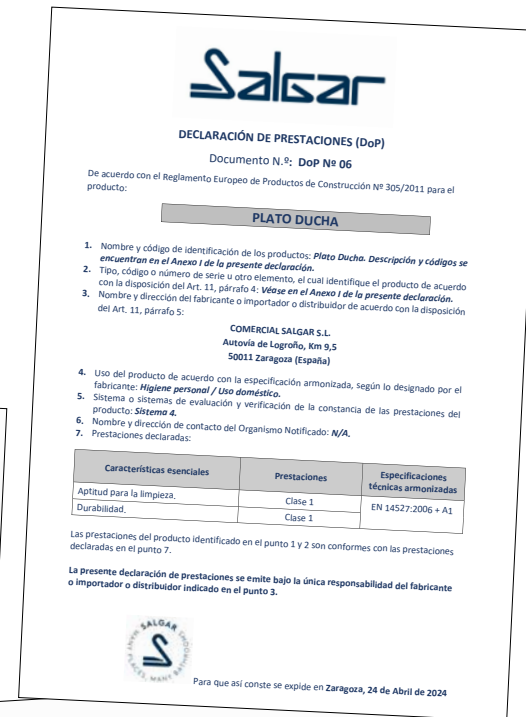 Salgar
DECLARACIÓN DE PRESTACIONES (DoP)
Documento N.º: DoP Nº 06
De acuerdo con el Reglamento Europeo de Productos de Construcción Nº 305/2011 para el
producto:
PLATO DUCHA
1. Nombre y código de identificación de los productos: Plato Ducha. Descripción y códigos se
encuentran en el Anexo I de la presente declaración.
2. Tipo, código o número de serie u otro elemento, el cual identifique el producto de acuerdo
con la disposición del Art. 11, párrafo 4: Véase en el Anexo I de la presente declaración.
3. Nombre y dirección del fabricante o importador o distribuidor de acuerdo con la disposición
del Art. 11, párrafo 5:
COMERCIAL SALGAR S.L.
Autovía de Logroño, Km 9,5
50011 Zaragoza (España)
4. Uso del producto de acuerdo con la especificación armonizada, según lo designado por el
fabricante: Higiene personal / Uso doméstico.
5. Sistema o sistemas de evaluación y verificación de la constancia de las prestaciones del
producto: Sistema 4.
6. Nombre y dirección de contacto del Organismo Notificado: N/A.
7. Prestaciones declaradas:
Características esenciales Prestaciones Especificaciones técnicas armonizadas
Aptitud para la limpieza. Clase 1 EN 14527:2006 + A1
Durabilidad. Clase 1
Las prestaciones del producto identificado en el punto 1 y 2 son conformes con las prestaciones
declaradas en el punto 7.
La presente declaración de prestaciones se emite bajo la única responsabilidad del fabricante
o importador o distribuidor indicado en el punto 3.
SALGAR
MANY
Para que así conste se expide en Zaragoza, 24 de Abril de 2024